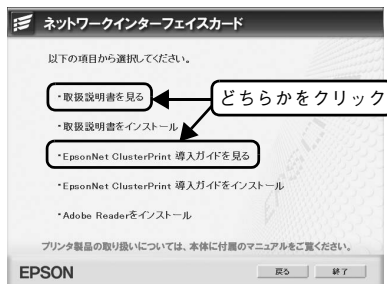 ネットワークインターフェイスカード
以下の項目から選択してください。
・取扱説明書を見る
どちらかをクリック
・取扱説明書をインストール
・EpsonNet ClusterPrint 導入ガイドを見る
・EpsonNet ClusterPrint 導入ガイドをインストール
・Adobe Readerをインストール
プリンタ製品の取り扱いについては、本体に付属のマニュアルをご覧ください。
EPSON
戻る
終了